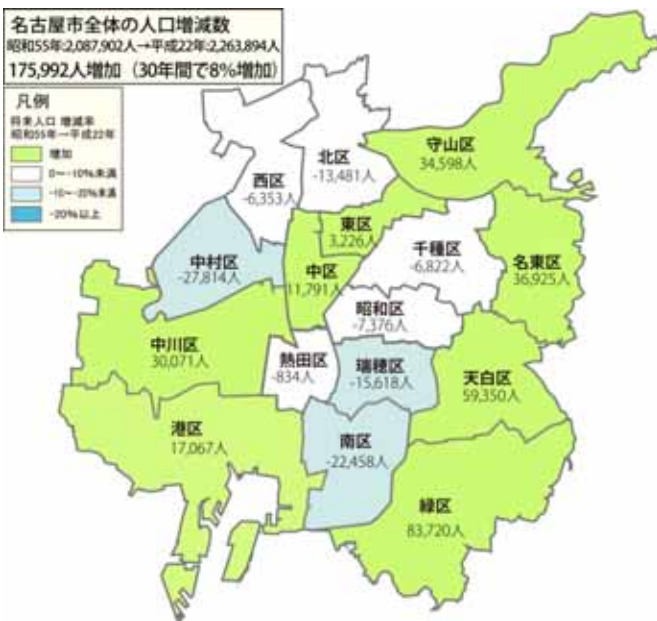 名古屋市全体の人口増減数
昭和55年:2,087,902人→平成22年:2,263,894人
175,992人増加（30年間で8%増加）
凡例
将来人口 増減率
昭和55年→平成22年
増加
0～-10%未満
-10～-20%未満
-20%以上
守山区
34,598人
北区
-13,481人
西区
-6,353人
東区
3,226人
中村区
-27,814人
中区
11,791人
千種区
-6,822人
名東区
36,925人
昭和区
-7,376人
中川区
30,071人
熱田区
-834人
瑞穂区
-15,618人
天白区
59,350人
港区
17,067人
南区
-22,458人
緑区
83,720人